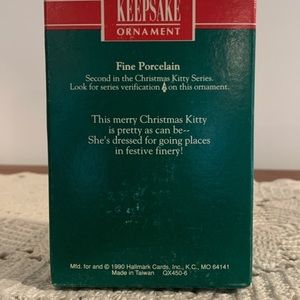 KEEPSAKE
ORNAMENT
Fine Porcelain
Second in the Christmas Kitty Series.
Look for series verification on this ornament.
This merry Christmas Kitty
is pretty as can be--
She's dressed for going places
in festive finery!
Mfd. for and © 1990 Hallmark Cards, Inc., K.C., MO 64141
Made in Taiwan QX450-6